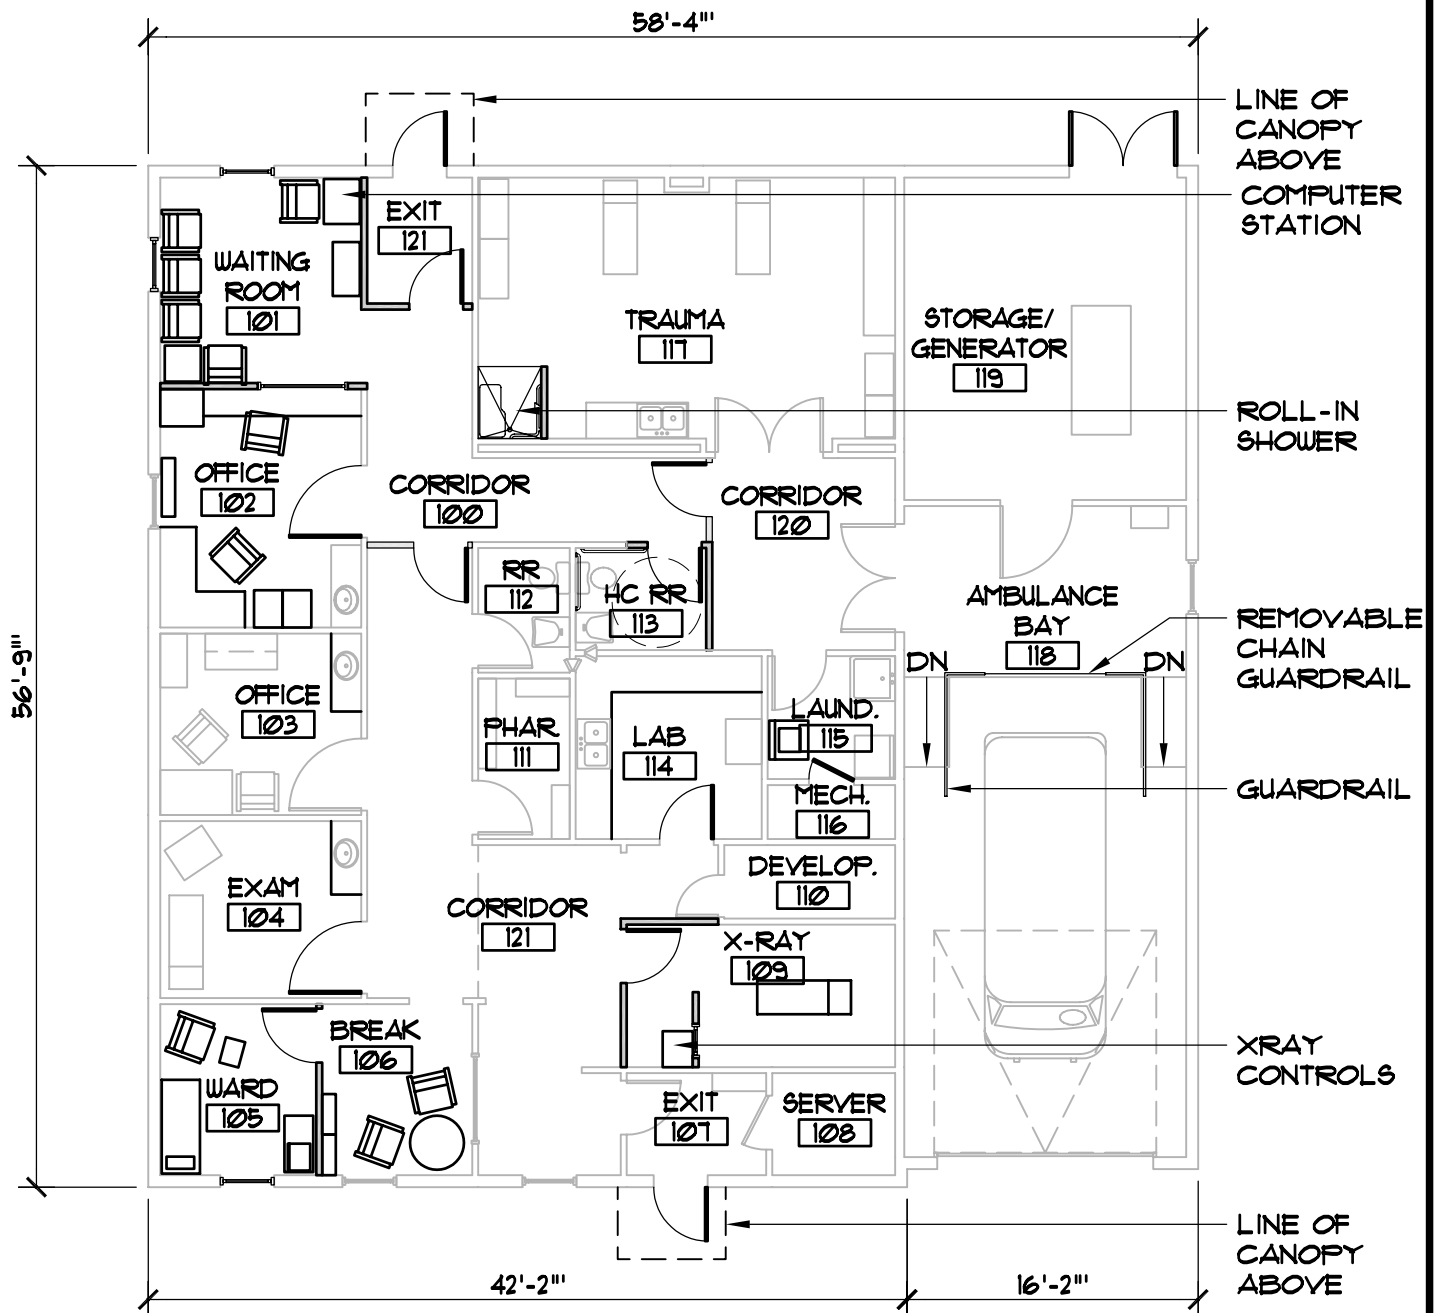 58'-4"'
LINE OF
CANOPY
ABOVE
COMPUTER
STATION
EXIT
121
WAITING
ROOM
101
TRAUMA
117
STORAGE/
GENERATOR
119
ROLL-IN
SHOWER
OFFICE
102
CORRIDOR
100
CORRIDOR
120
RR
112
HC RR
113
AMBULANCE
BAY
118
DN
DN
REMOVABLE
CHAIN
GUARDRAIL
56'-9"'
OFFICE
103
PHAR.
111
LAB
114
LAUND.
115
MECH.
116
GUARDRAIL
EXAM
104
CORRIDOR
121
DEVELOP.
110
X-RAY
109
BREAK
106
WARD
105
EXIT
107
SERVER
108
XRAY
CONTROLS
LINE OF
CANOPY
ABOVE
42'-2"'
16'-2"'